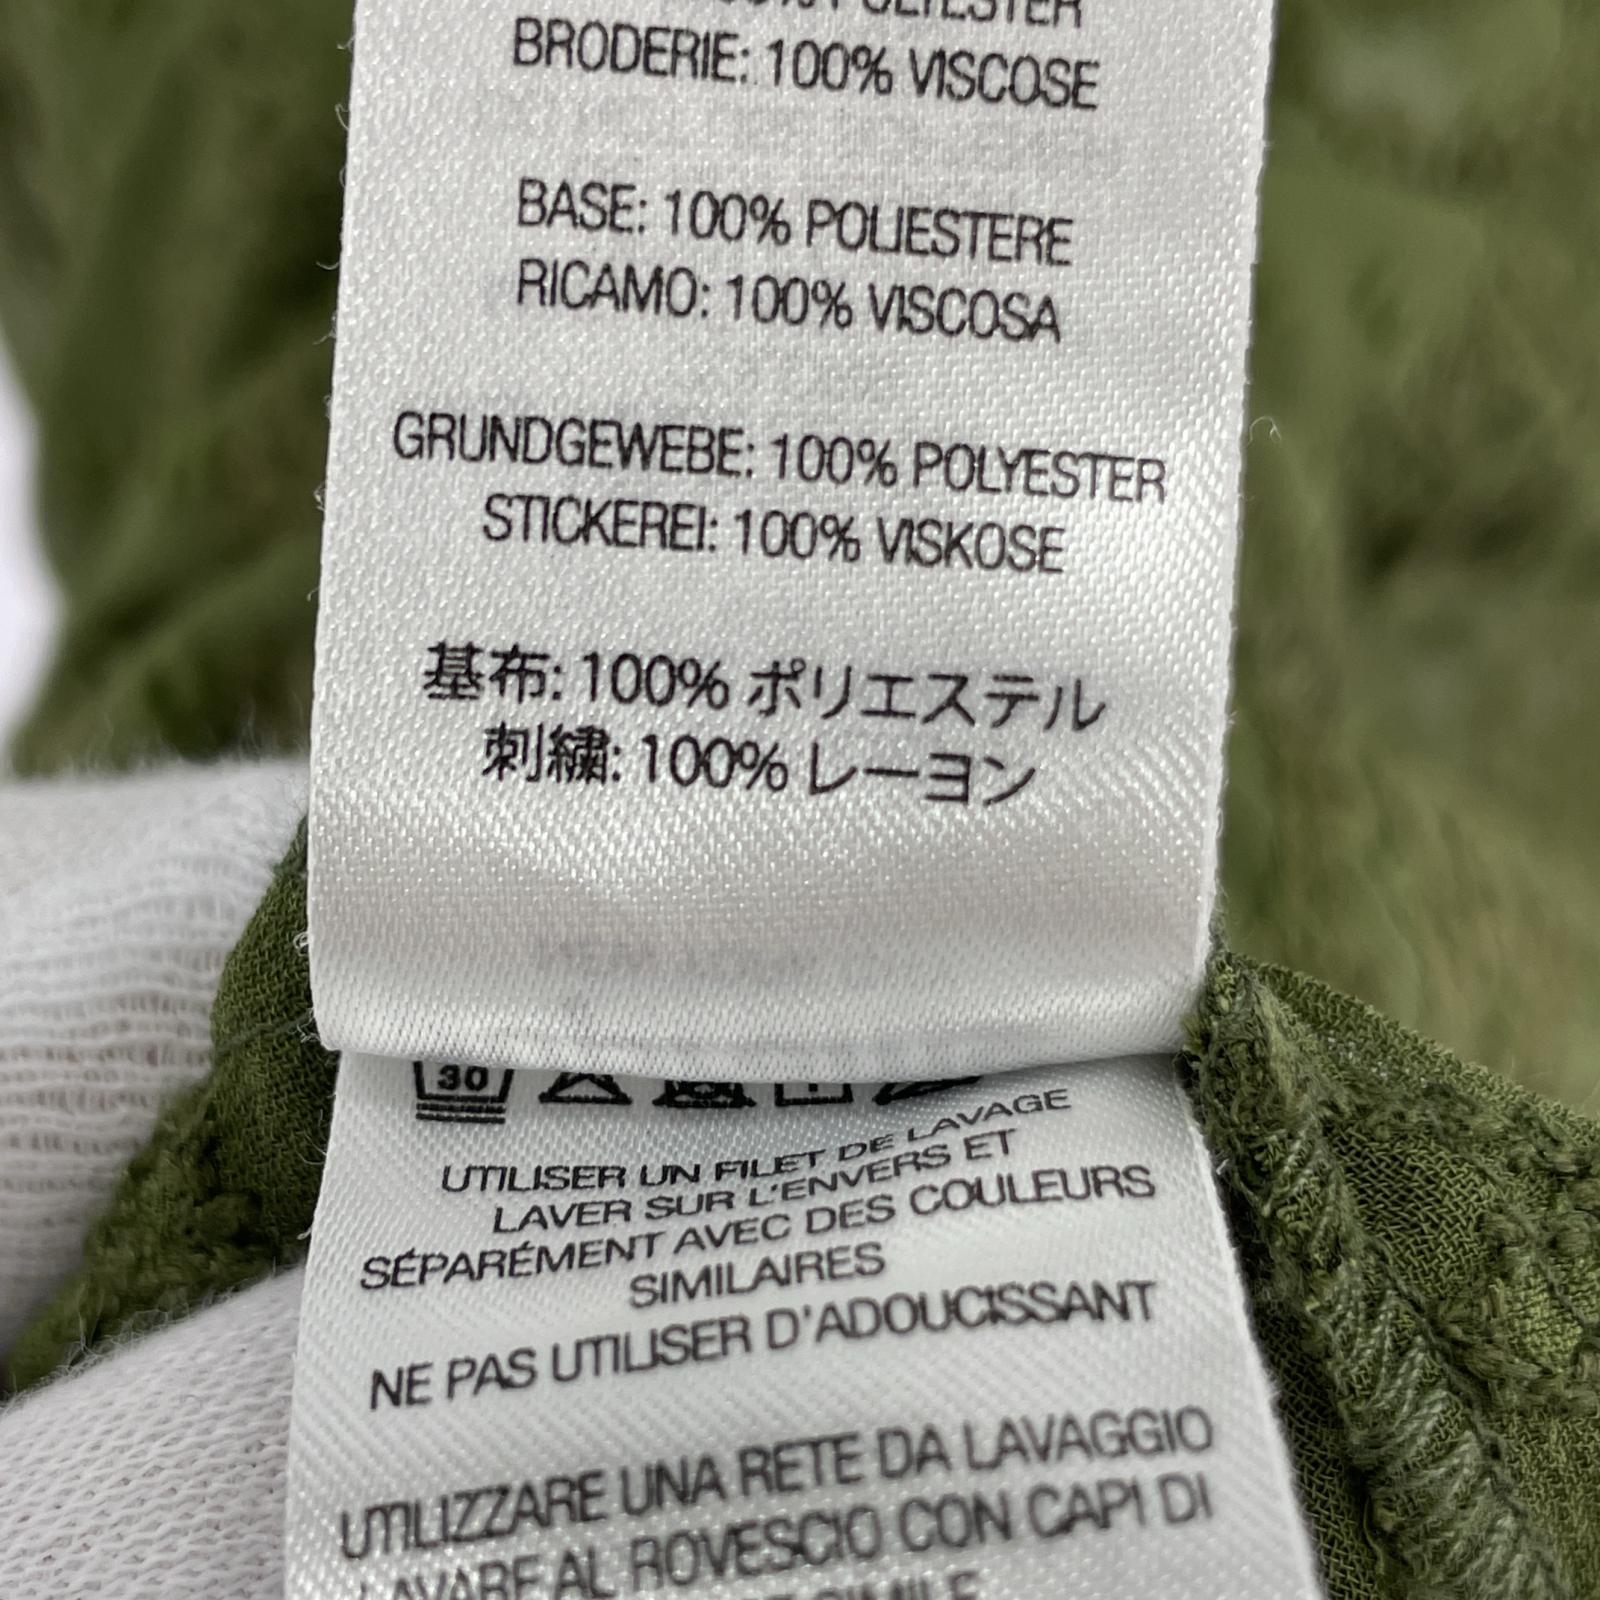 POLYESTER
BRODERIE: 100% VISCOSE
BASE: 100% POLIESTERE
RICAMO: 100% VISCOSA
GRUNDGEWEBE: 100% POLYESTER
STICKEREI: 100% VISKOSE
基布: 100% ポリエステル
刺繍: 100% レーヨン
30
UTILISER UN FILET DE LAVAGE
LAVER SUR L'ENVERS ET
SÉPARÉMENT AVEC DES COULEURS
SIMILAIRES
NE PAS UTILISER D'ADOUCISSANT
UTILIZZARE UNA RETE DA LAVAGGIO
LAVARE AL ROVESCIO CON CAPI DI